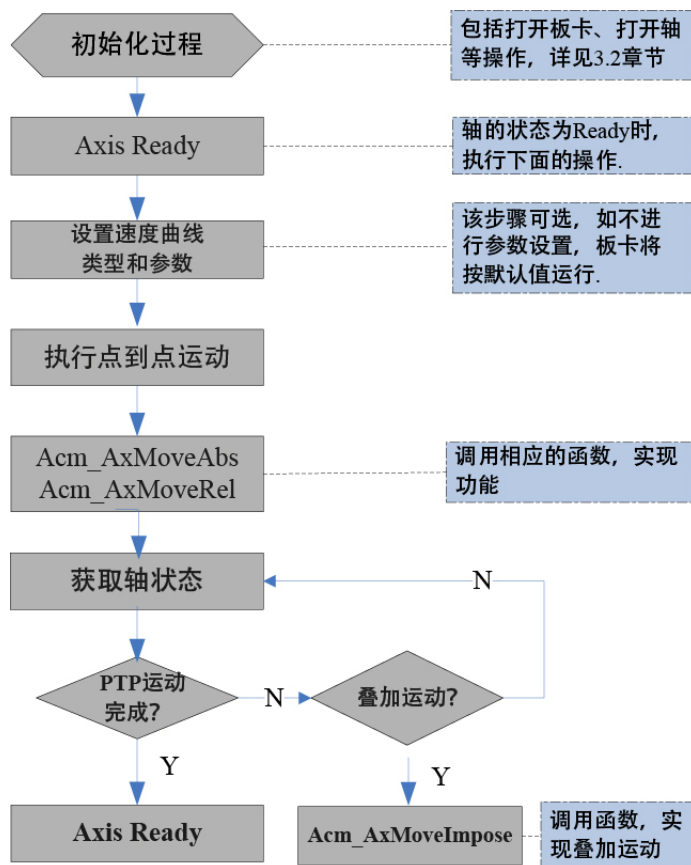 初始化过程
包括打开板卡、打开轴
等操作，详见3.2章节
Axis Ready
轴的状态为Ready时，
执行下面的操作.
设置速度曲线
类型和参数
该步骤可选，如不进
行参数设置，板卡将
按默认值运行.
执行点到点运动
Acm_AxMoveAbs
Acm_AxMoveRel
调用相应的函数，实现
功能
获取轴状态
N
PTP运动
完成？
N
叠加运动？
Y
Y
Axis Ready
Acm_AxMoveImpose
调用函数，实
现叠加运动